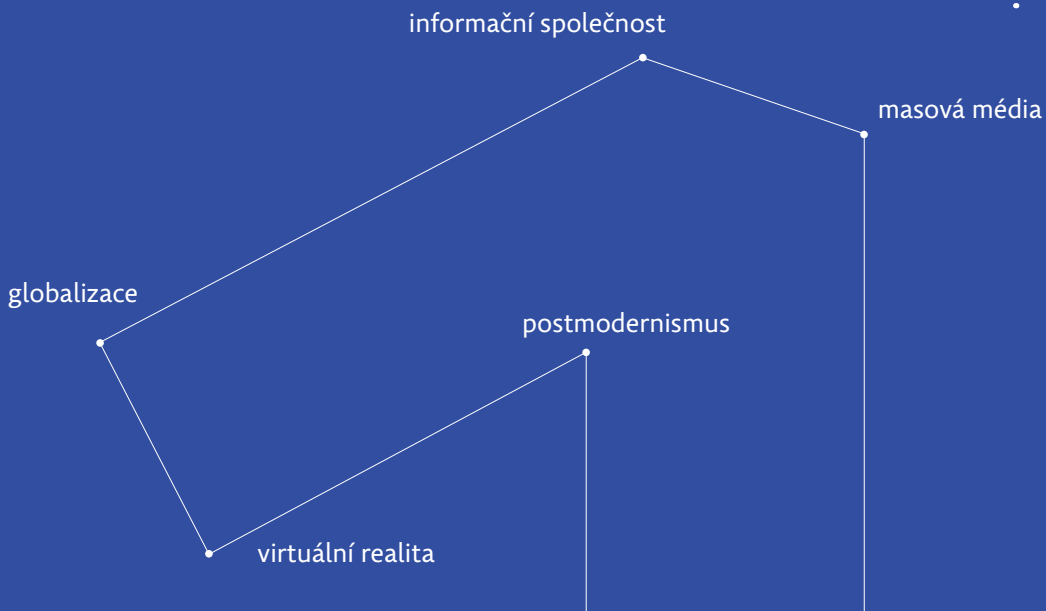 informační společnost
masová média
globalizace
postmodernismus
virtuální realita